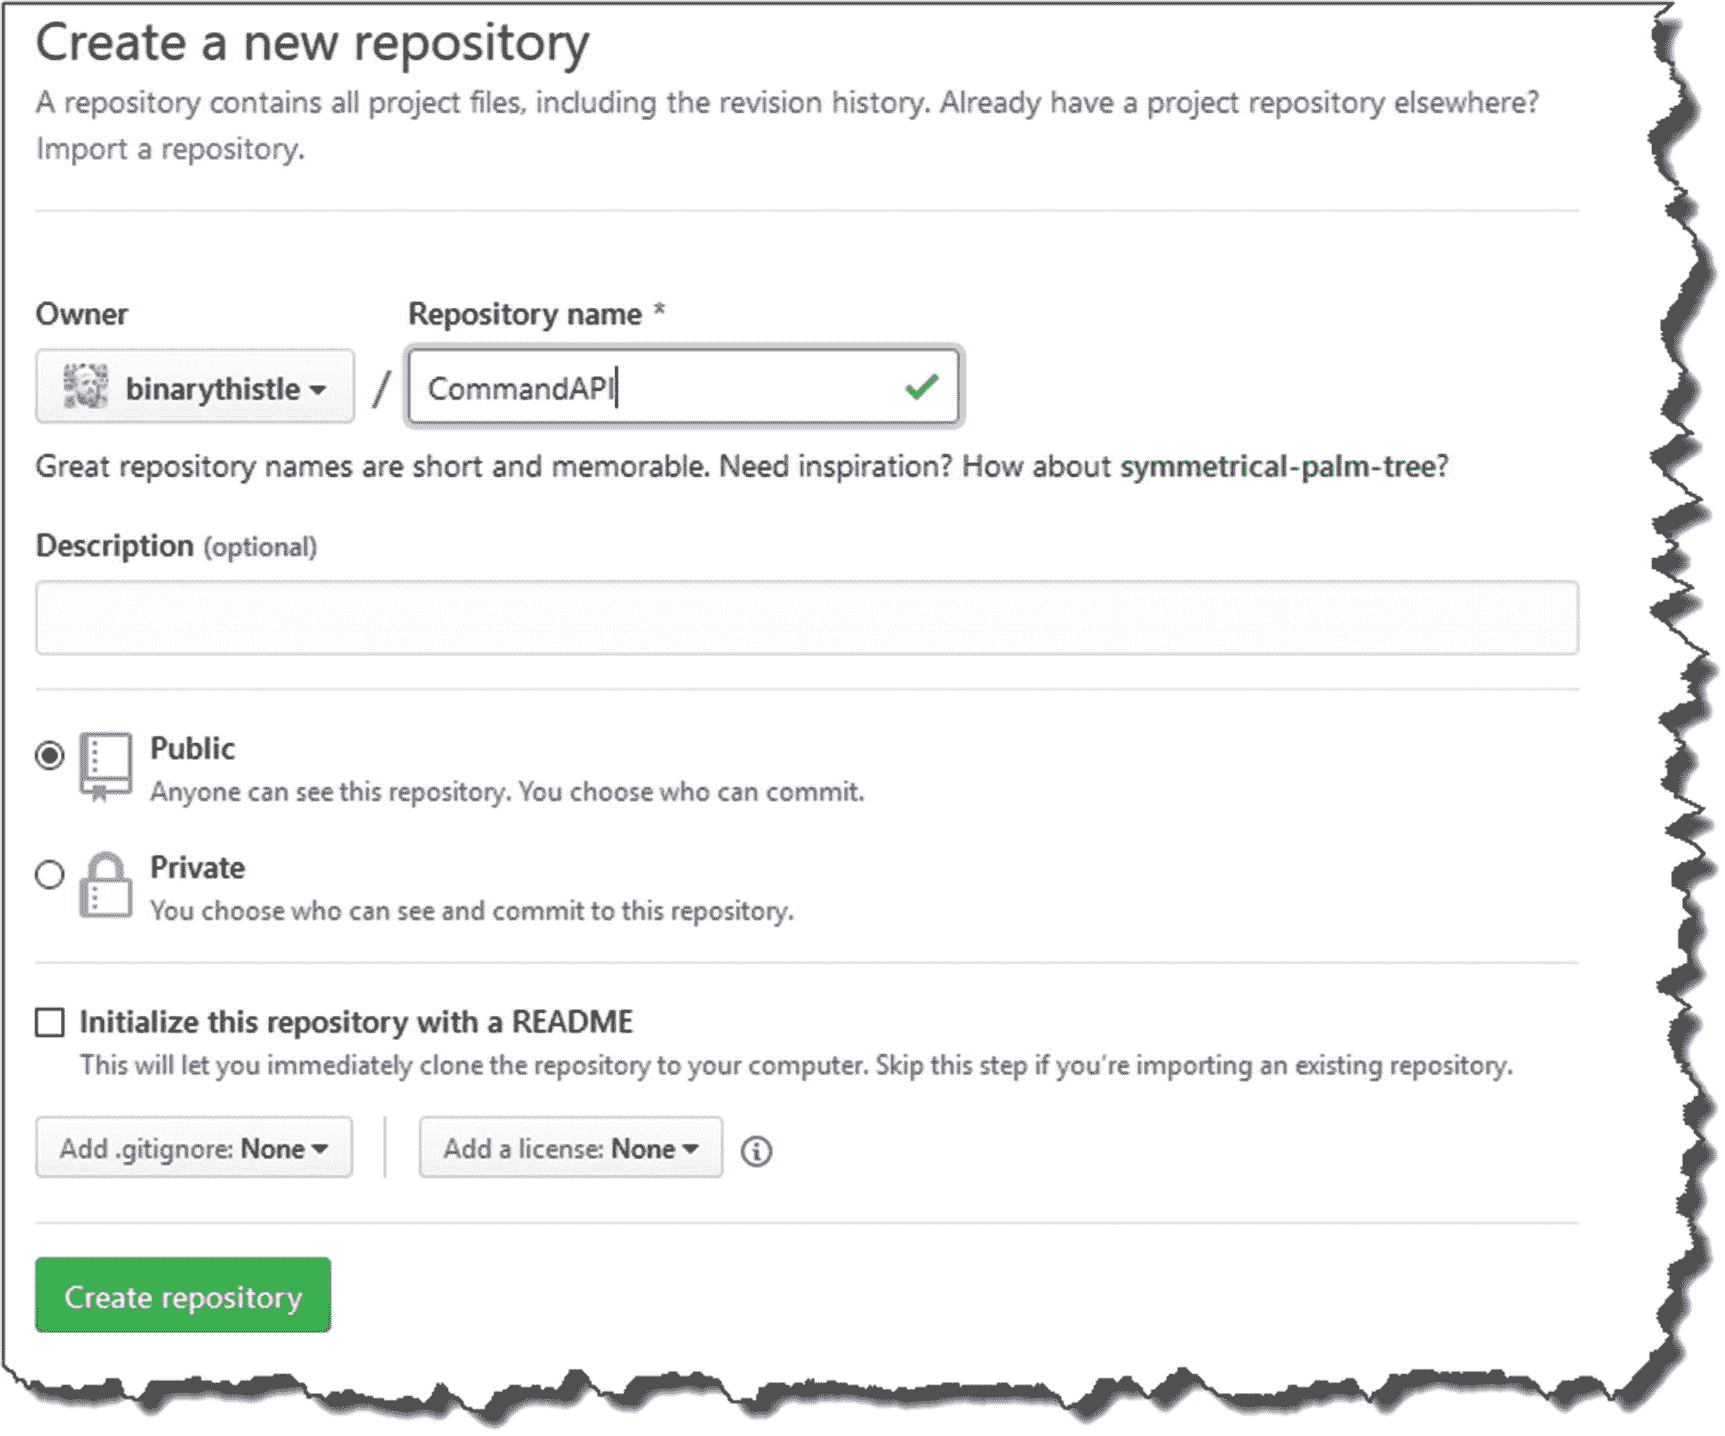 Create a new repository
A repository contains all project files, including the revision history. Already have a project repository elsewhere?
Import a repository.
Owner
Repository name *
binarythistle
/
CommandAPI
Great repository names are short and memorable. Need inspiration? How about symmetrical-palm-tree?
Description (optional)
Public
Anyone can see this repository. You choose who can commit.
Private
You choose who can see and commit to this repository.
Initialize this repository with a README
This will let you immediately clone the repository to your computer. Skip this step if you're importing an existing repository.
Add .gitignore: None
Add a license: None
Create repository